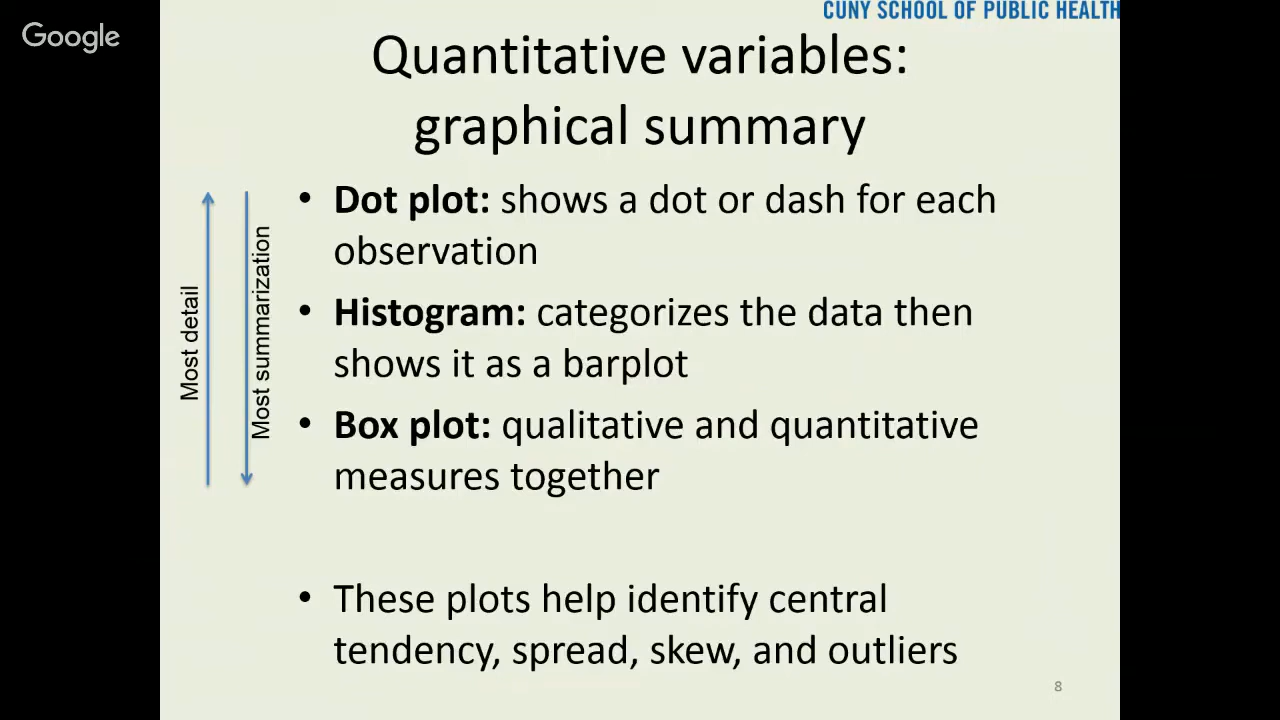 Google
CUNY SCHOOL OF PUBLIC HEALTH
Quantitative variables:
graphical summary
Most detail
Most summarization
• Dot plot: shows a dot or dash for each
observation
• Histogram: categorizes the data then
shows it as a barplot
• Box plot: qualitative and quantitative
measures together
• These plots help identify central
tendency, spread, skew, and outliers
8